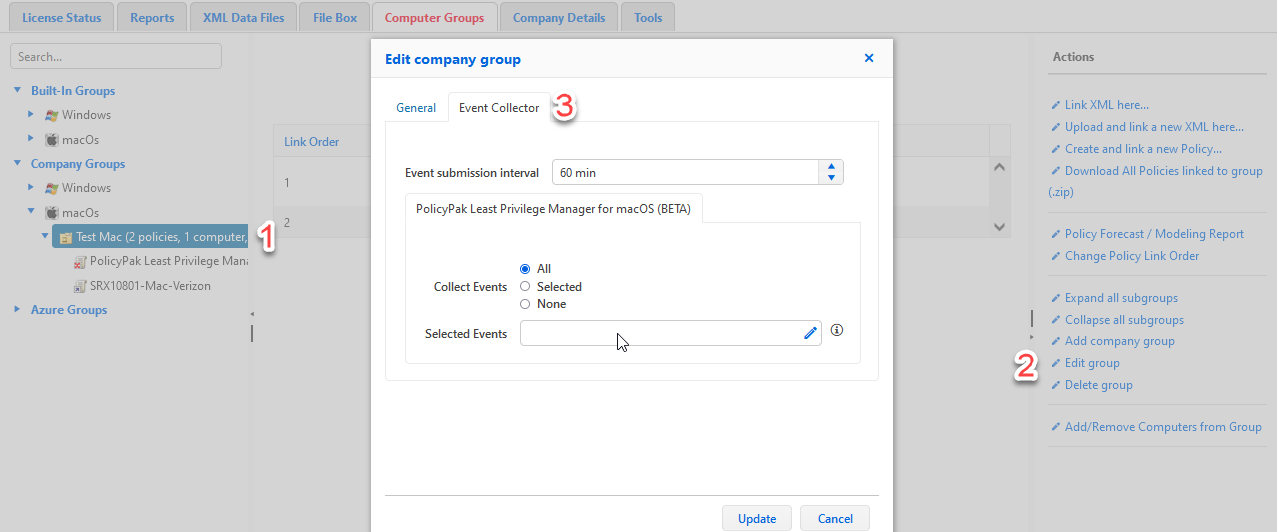 License Status
Reports
XML Data Files
File Box
Computer Groups
Company Details
Tools
Search...
Built-In Groups
Windows
macOs
Company Groups
Windows
macOs
Test Mac (2 policies, 1 computer,
1
PolicyPak Least Privilege Mana
SRX10801-Mac-Verizon
Azure Groups
Link Order
1
2
Edit company group
General
Event Collector
3
Event submission interval
60 min
PolicyPak Least Privilege Manager for macOS (BETA)
Collect Events
All
Selected
None
Selected Events
Update
Cancel
Actions
Link XML here...
Upload and link a new XML here...
Create and link a new Policy...
Download All Policies linked to group
(.zip)
Policy Forecast / Modeling Report
Change Policy Link Order
Expand all subgroups
Collapse all subgroups
Add company group
2
Edit group
Delete group
Add/Remove Computers from Group